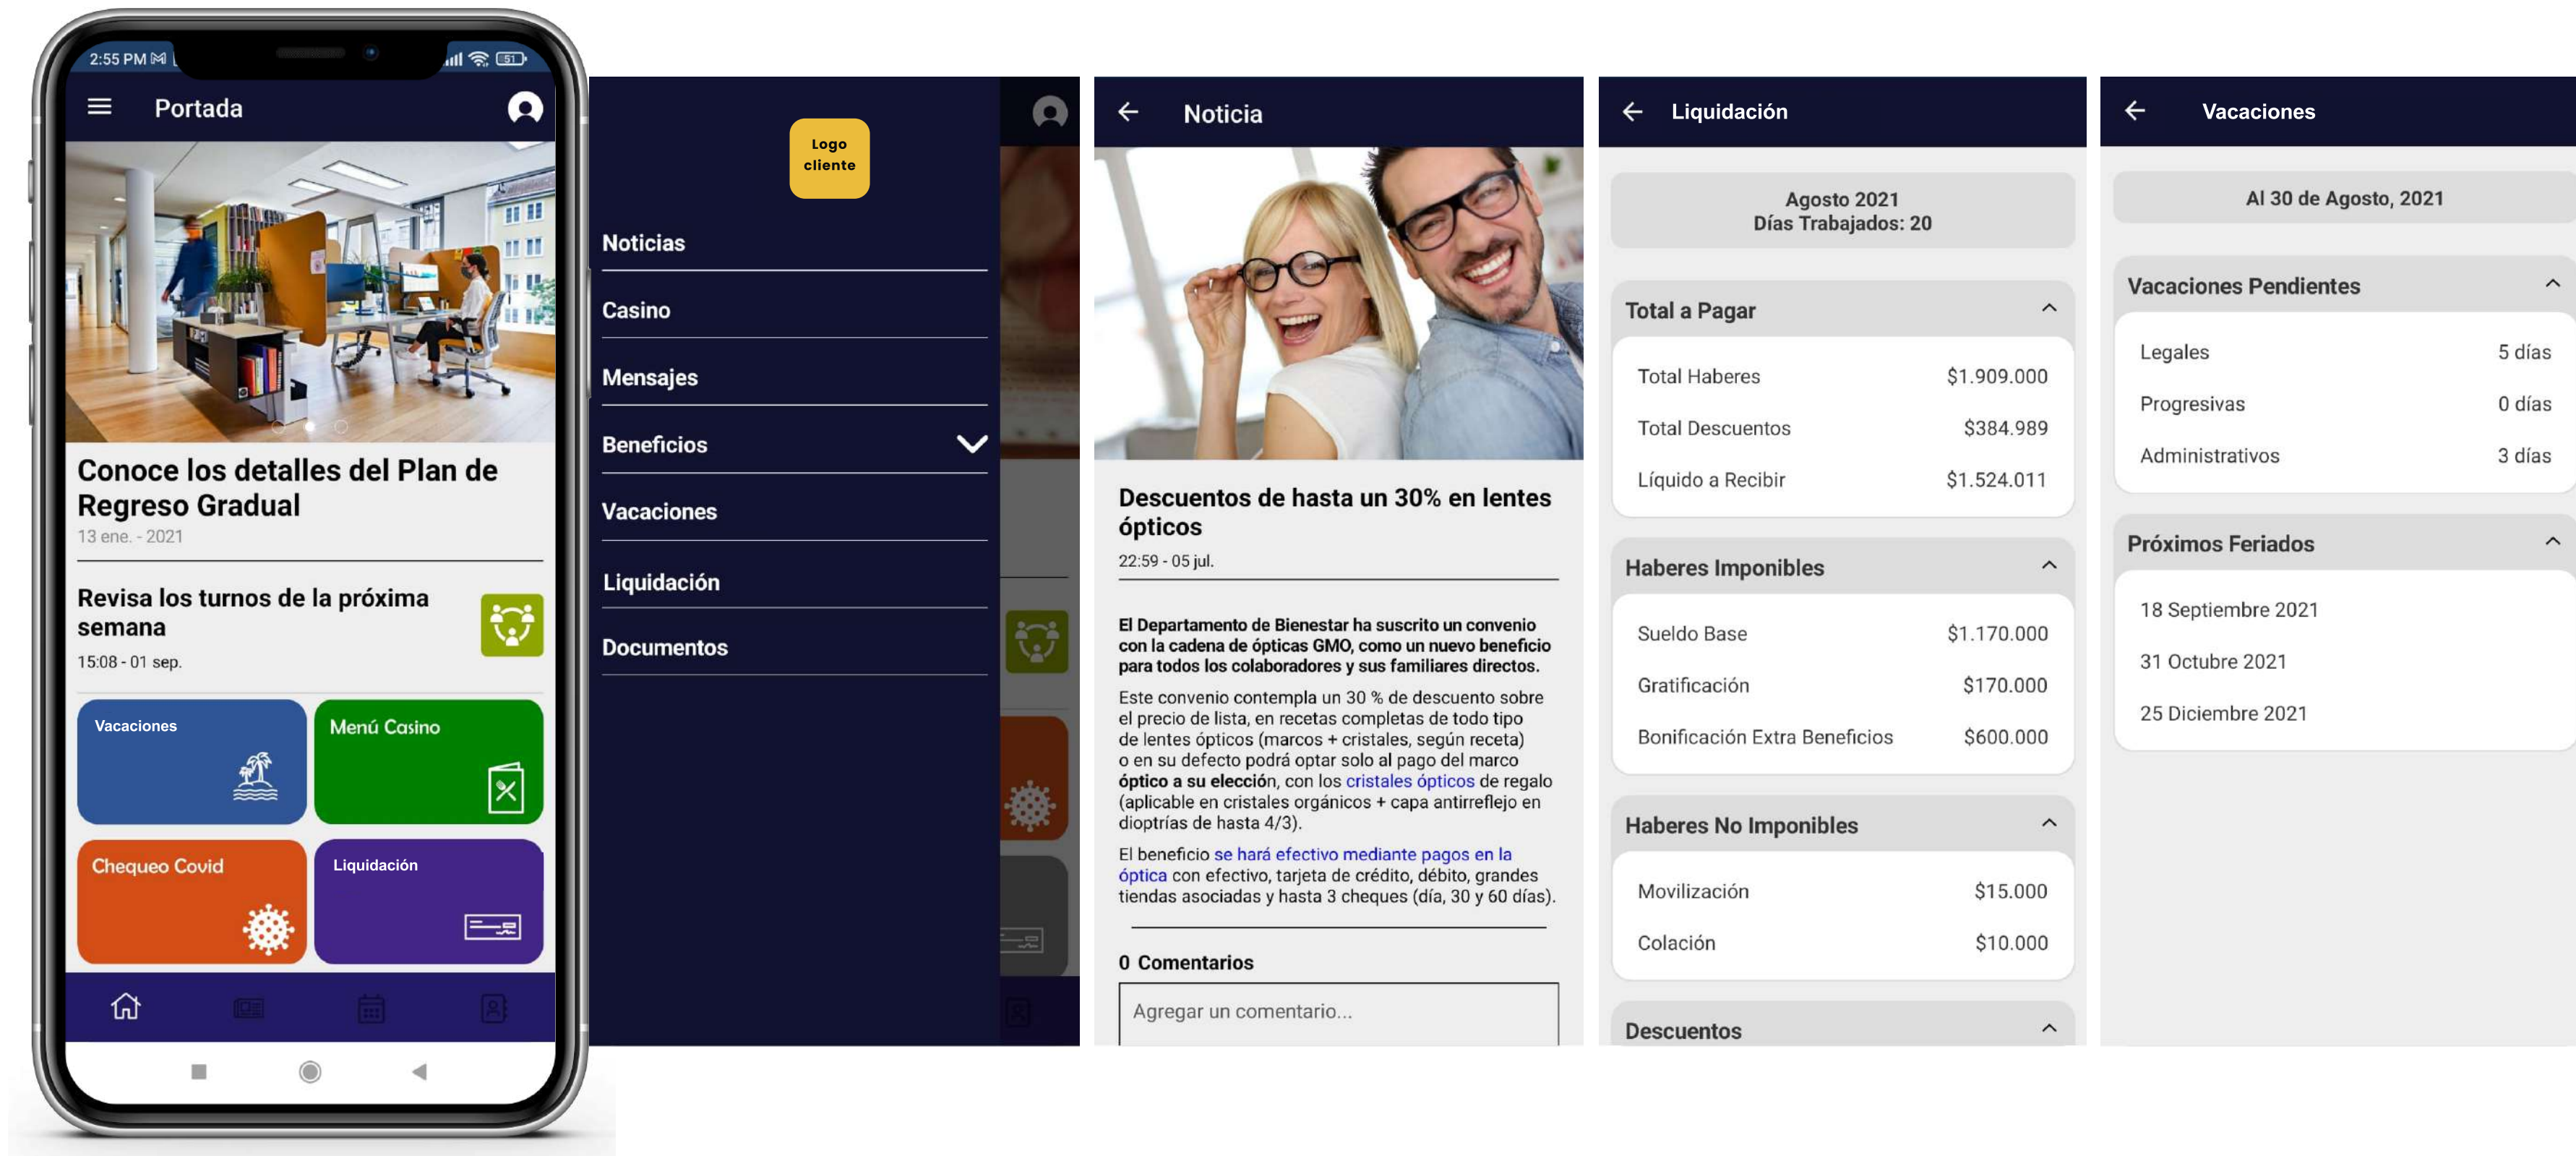 2:55 PM
51
Portada
Conoce los detalles del Plan de
Regreso Gradual
13 ene. - 2021
Revisa los turnos de la próxima
semana
15:08 - 01 sep.
Vacaciones
Menú Casino
Chequeo Covid
Liquidación
Logo
cliente
Noticias
Casino
Mensajes
Beneficios
Vacaciones
Liquidación
Documentos
Noticia
Descuentos de hasta un 30% en lentes
ópticos
22:59 - 05 jul.
El Departamento de Bienestar ha suscrito un convenio
con la cadena de ópticas GMO, como un nuevo beneficio
para todos los colaboradores y sus familiares directos.
Este convenio contempla un 30 % de descuento sobre
el precio de lista, en recetas completas de todo tipo
de lentes ópticos (marcos + cristales, según receta)
o en su defecto podrá optar solo al pago del marco
óptico a su elección, con los cristales ópticos de regalo
(aplicable en cristales orgánicos + capa antirreflejo en
dioptrías de hasta 4/3).
El beneficio se hará efectivo mediante pagos en la
óptica con efectivo, tarjeta de crédito, débito, grandes
tiendas asociadas y hasta 3 cheques (día, 30 y 60 días).
0 Comentarios
Agregar un comentario...
Liquidación
Agosto 2021
Días Trabajados: 20
Total a Pagar
Total Haberes $1.909.000
Total Descuentos $384.989
Líquido a Recibir $1.524.011
Haberes Imponibles
Sueldo Base $1.170.000
Gratificación $170.000
Bonificación Extra Beneficios $600.000
Haberes No Imponibles
Movilización $15.000
Colación $10.000
Descuentos
Vacaciones
Al 30 de Agosto, 2021
Vacaciones Pendientes
Legales 5 días
Progresivas 0 días
Administrativos 3 días
Próximos Feriados
18 Septiembre 2021
31 Octubre 2021
25 Diciembre 2021